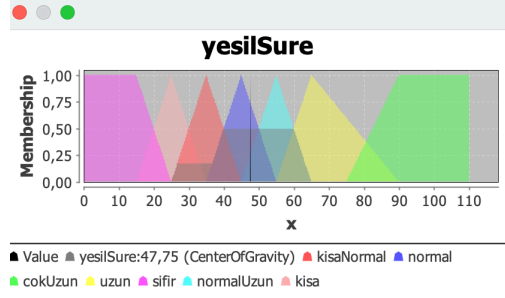 yesilSure
Membership
1,00
0,75
0,50
0,25
0,00
0 10 20 30 40 50 60 70 80 90 100 110
x
Value yesilSure:47,75 (CenterOfGravity) kisaNormal normal
cokUzun uzun sifir normalUzun kisa